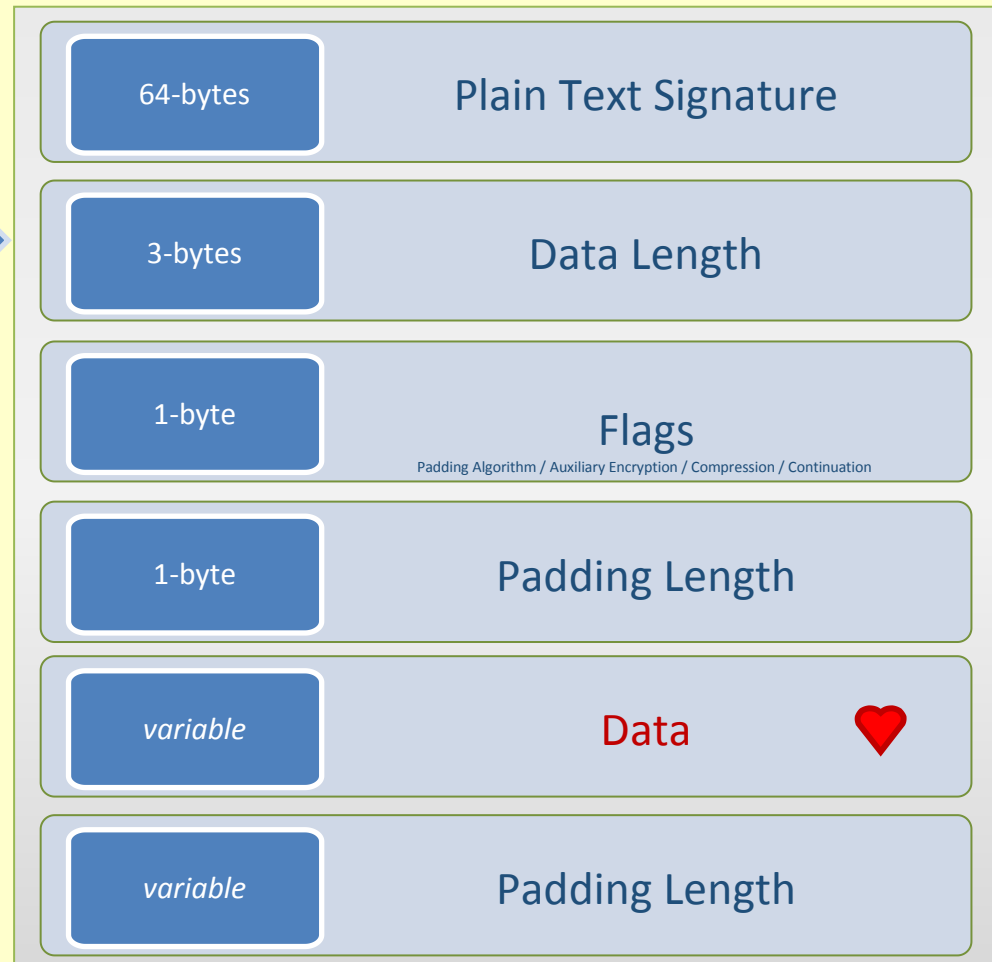 64-bytes Plain Text Signature
3-bytes Data Length
1-byte Flags
Padding Algorithm / Auxiliary Encryption / Compression / Continuation
1-byte Padding Length
variable Data
variable Padding Length